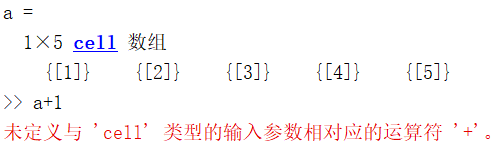 a =
1×5 cell 数组
{[1]} {[2]} {[3]} {[4]} {[5]}
>> a+1
未定义与 'cell' 类型的输入参数相对应的运算符 '+'。